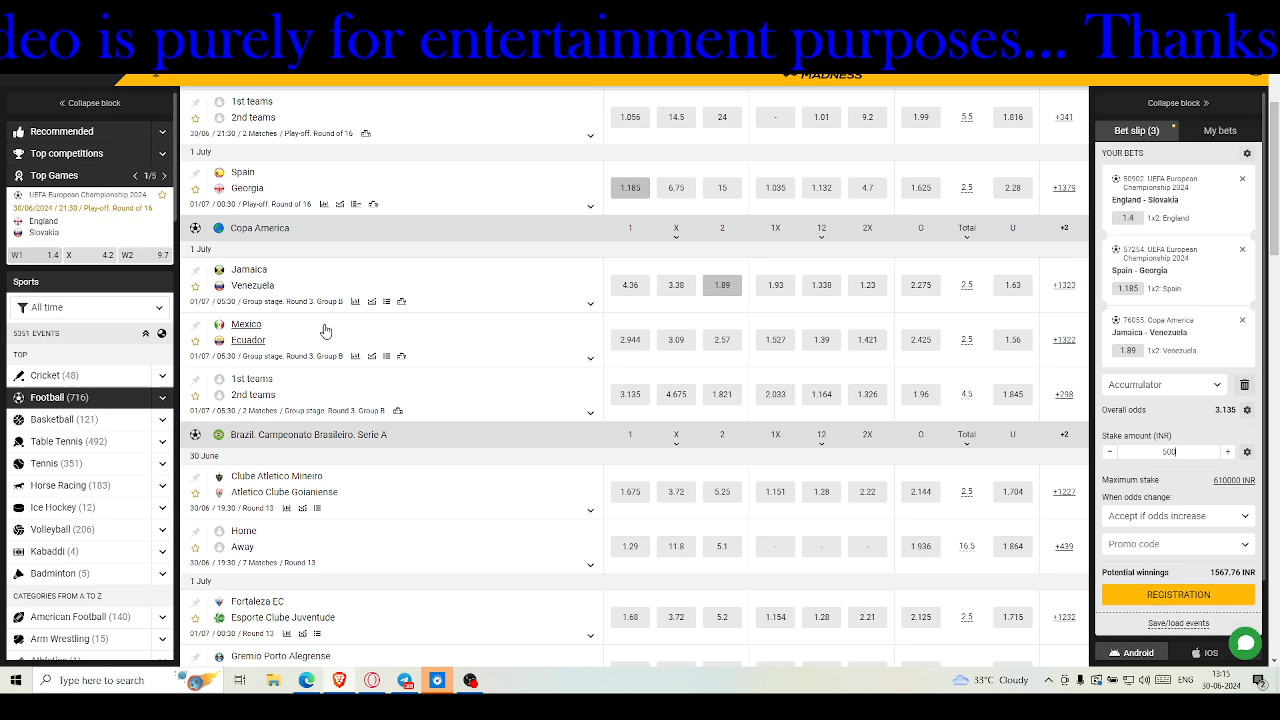 deo is purely for entertainment purposes... Thanks
MADNESS
Collapse block
Recommended
Top competitions
Top Games
1/5
UEFA European Championship 2024
30/06/2024 / 21:30 / Play-off. Round of 16
England
Slovakia
W1 1.4 X 4.2 W2 9.7
Sports
All time
5351 EVENTS
TOP
Cricket (48)
Football (716)
Basketball (121)
Table Tennis (492)
Tennis (351)
Horse Racing (183)
Ice Hockey (12)
Volleyball (206)
Kabaddi (4)
Badminton (5)
CATEGORIES FROM A TO Z
American Football (140)
Arm Wrestling (15)
1st teams
2nd teams
1.056 14.5 24 - 1.01 9.2 1.99 5.5 1.816 +341
30/06 / 21:30 / 2 Matches / Play-off. Round of 16
1 July
Spain
Georgia
1.185 6.75 15 1.035 1.132 4.7 1.625 2.5 2.28 +1379
01/07 / 00:30 / Play-off. Round of 16
Copa America 1 X 2 1X 12 2X O Total U +2
1 July
Jamaica
Venezuela
4.36 3.38 1.89 1.93 1.338 1.23 2.275 2.5 1.63 +1323
01/07 / 05:30 / Group stage. Round 3. Group B
Mexico
Ecuador
2.944 3.09 2.57 1.527 1.39 1.421 2.425 2.5 1.56 +1322
01/07 / 05:30 / Group stage. Round 3. Group B
1st teams
2nd teams
3.135 4.675 1.821 2.033 1.164 1.326 1.96 4.5 1.845 +298
01/07 / 05:30 / 2 Matches / Group stage. Round 3. Group B
Brazil. Campeonato Brasileiro. Serie A 1 X 2 1X 12 2X O Total U +2
30 June
Clube Atletico Mineiro
Atletico Clube Goianiense
1.675 3.72 5.25 1.151 1.28 2.22 2.144 2.5 1.704 +1227
30/06 / 19:30 / Round 13
Home
Away
1.29 11.8 5.1 - - - 1.936 16.5 1.864 +439
30/06 / 19:30 / 7 Matches / Round 13
1 July
Fortaleza EC
Esporte Clube Juventude
1.68 3.72 5.2 1.154 1.28 2.21 2.125 2.5 1.715 +1232
01/07 / 00:30 / Round 13
Gremio Porto Alegrense
Collapse block
Bet slip (3) My bets
YOUR BETS
50902. UEFA European
Championship 2024
England - Slovakia
1.4 1x2: England
57254. UEFA European
Championship 2024
Spain - Georgia
1.185 1x2: Spain
76055. Copa America
Jamaica - Venezuela
1.89 1x2: Venezuela
Accumulator
Overall odds 3.135
Stake amount (INR)
- 500 +
Maximum stake 610000 INR
When odds change:
Accept if odds increase
Promo code
Potential winnings 1567.76 INR
REGISTRATION
Save/load events
Android iOS
Type here to search
33°C Cloudy
ENG
13:15
30-06-2024